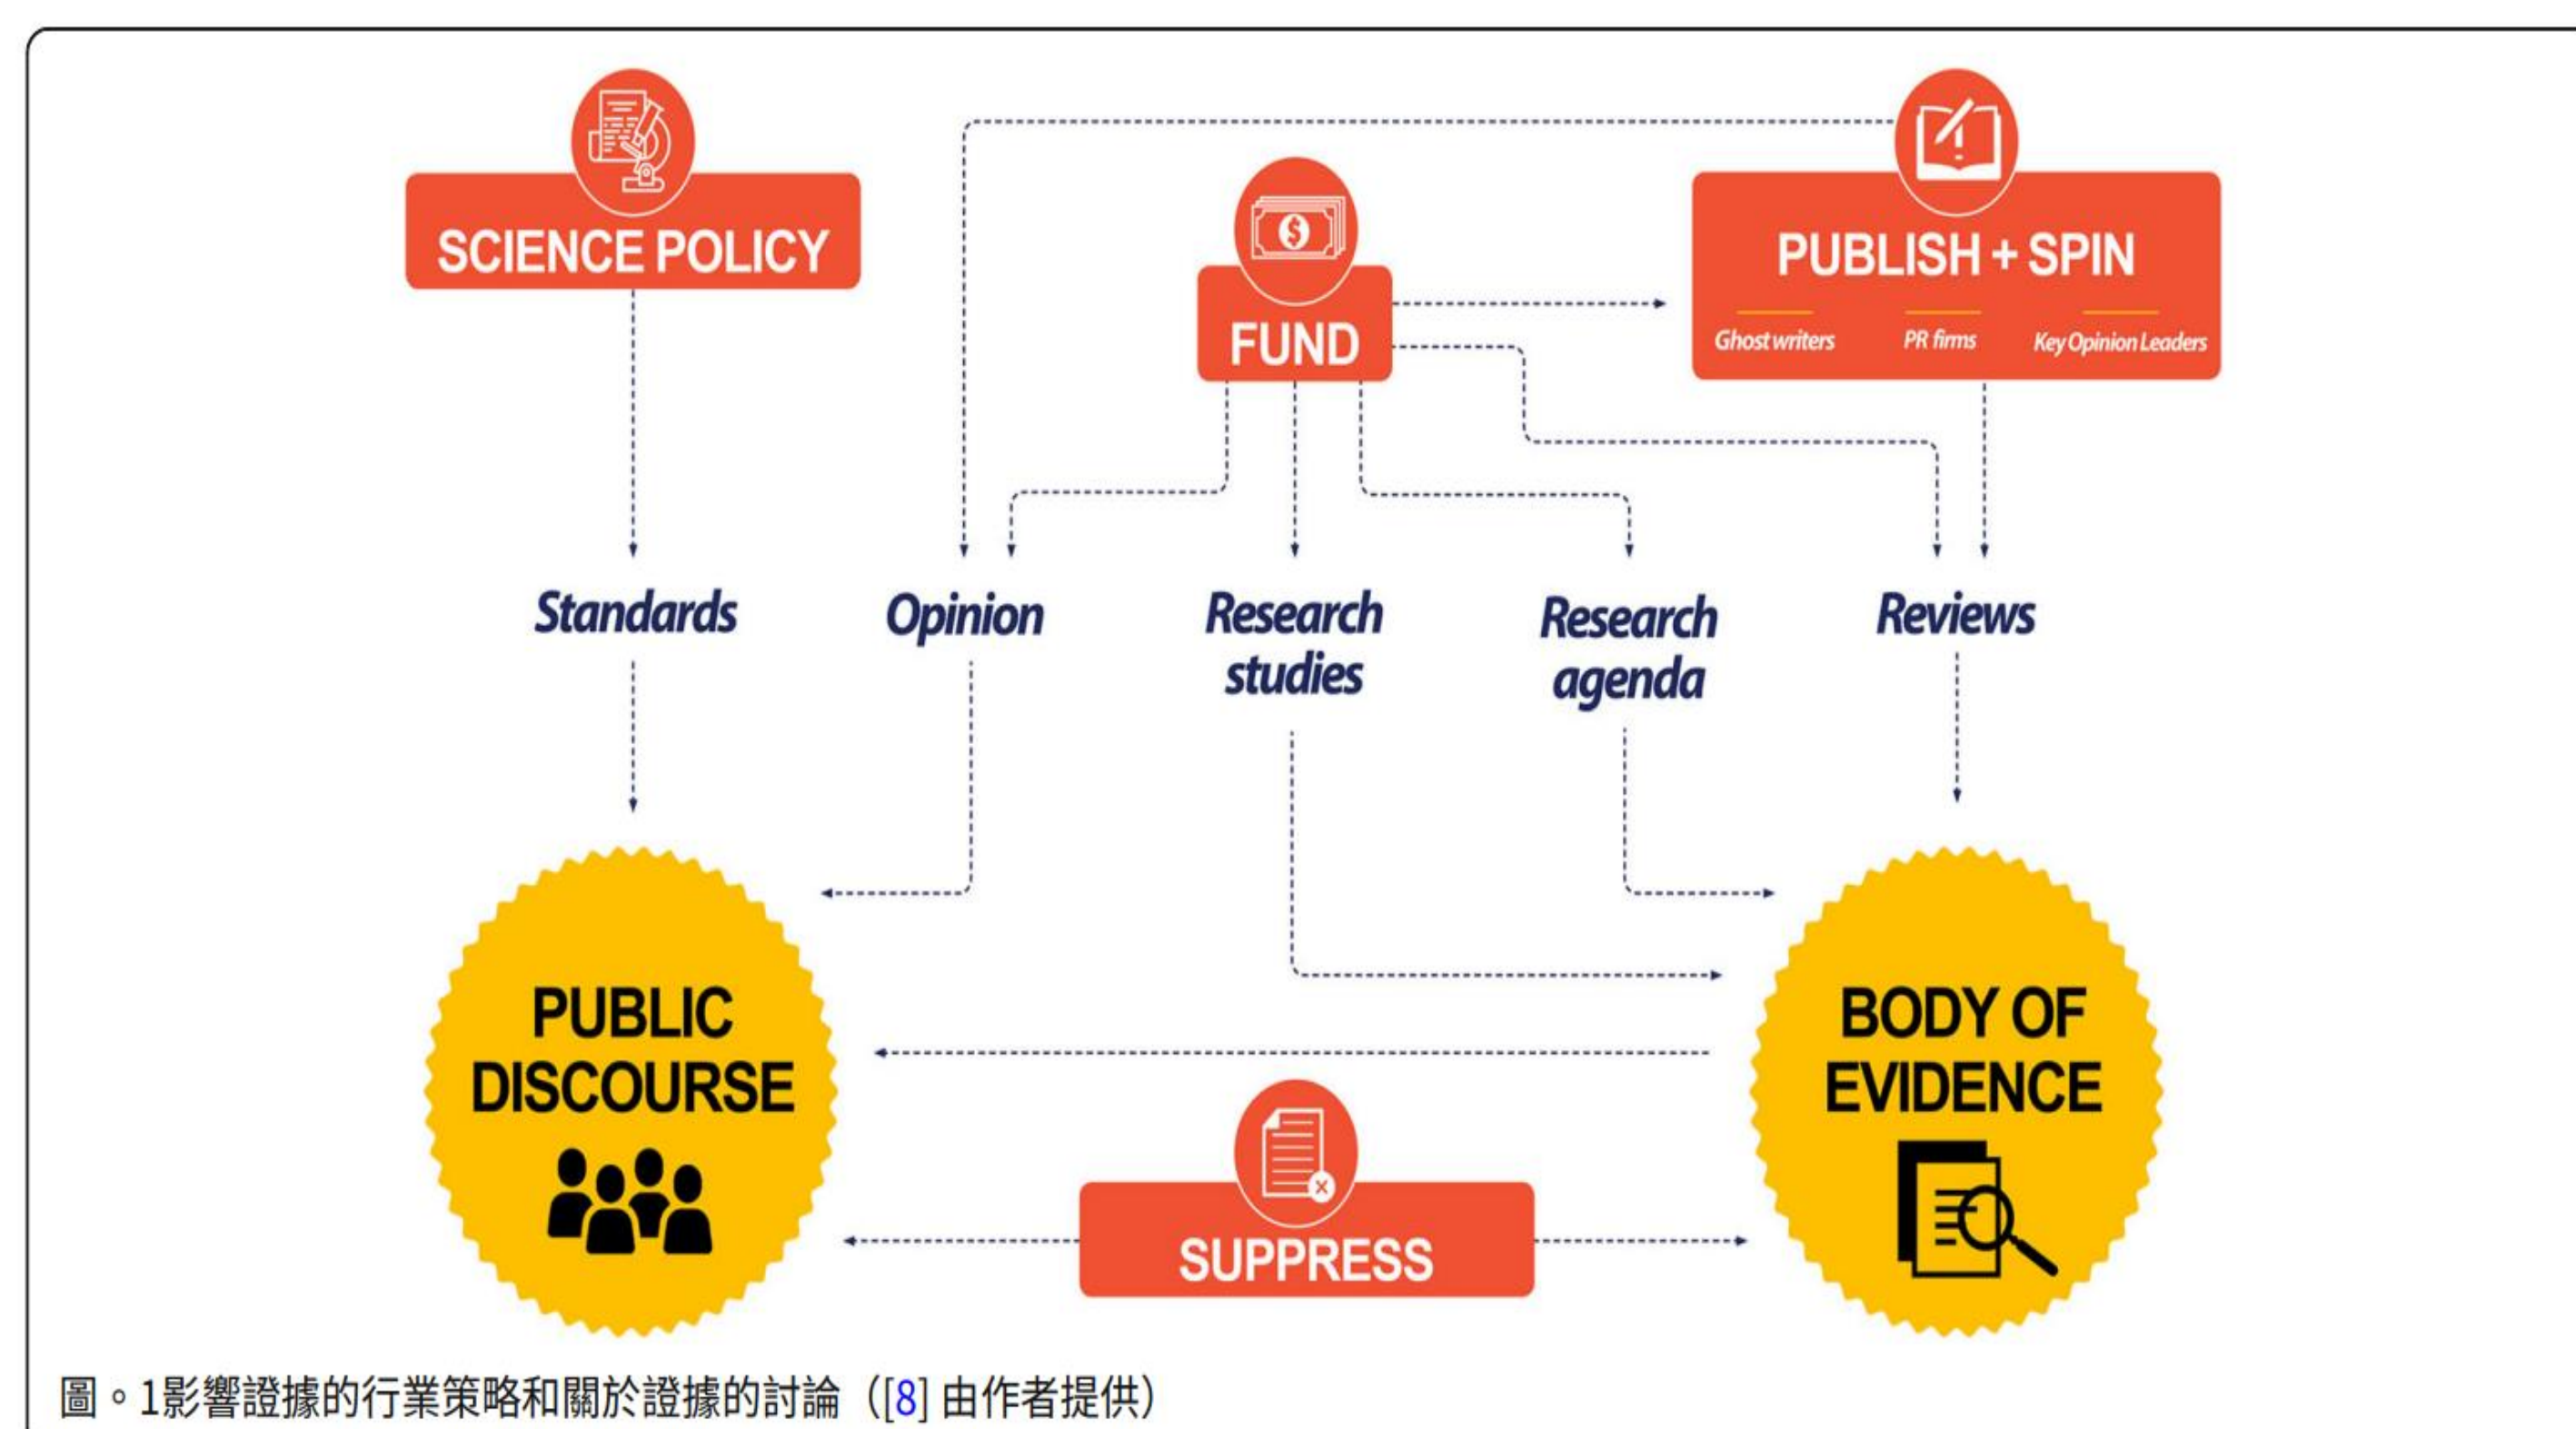 SCIENCE POLICY
FUND
PUBLISH + SPIN
Ghost writers
PR firms
Key Opinion Leaders
Standards
Opinion
Research
studies
Research
agenda
Reviews
PUBLIC
DISCOURSE
BODY OF
EVIDENCE
SUPPRESS
圖。1影響證據的行業策略和關於證據的討論（[8] 由作者提供）